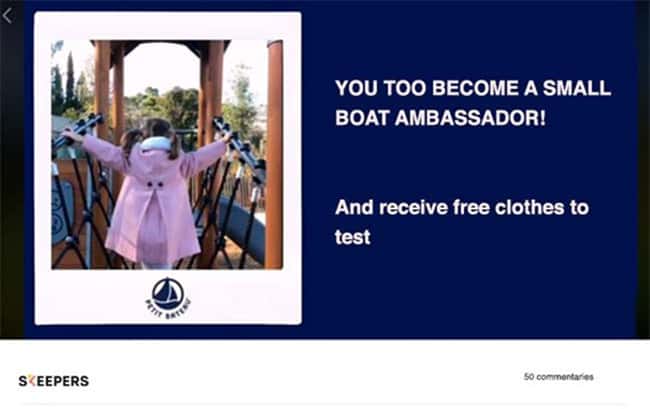 YOU TOO BECOME A SMALL
BOAT AMBASSADOR!
And receive free clothes to
test
PETIT BATEAU
SKEEPERS
50 commentaries